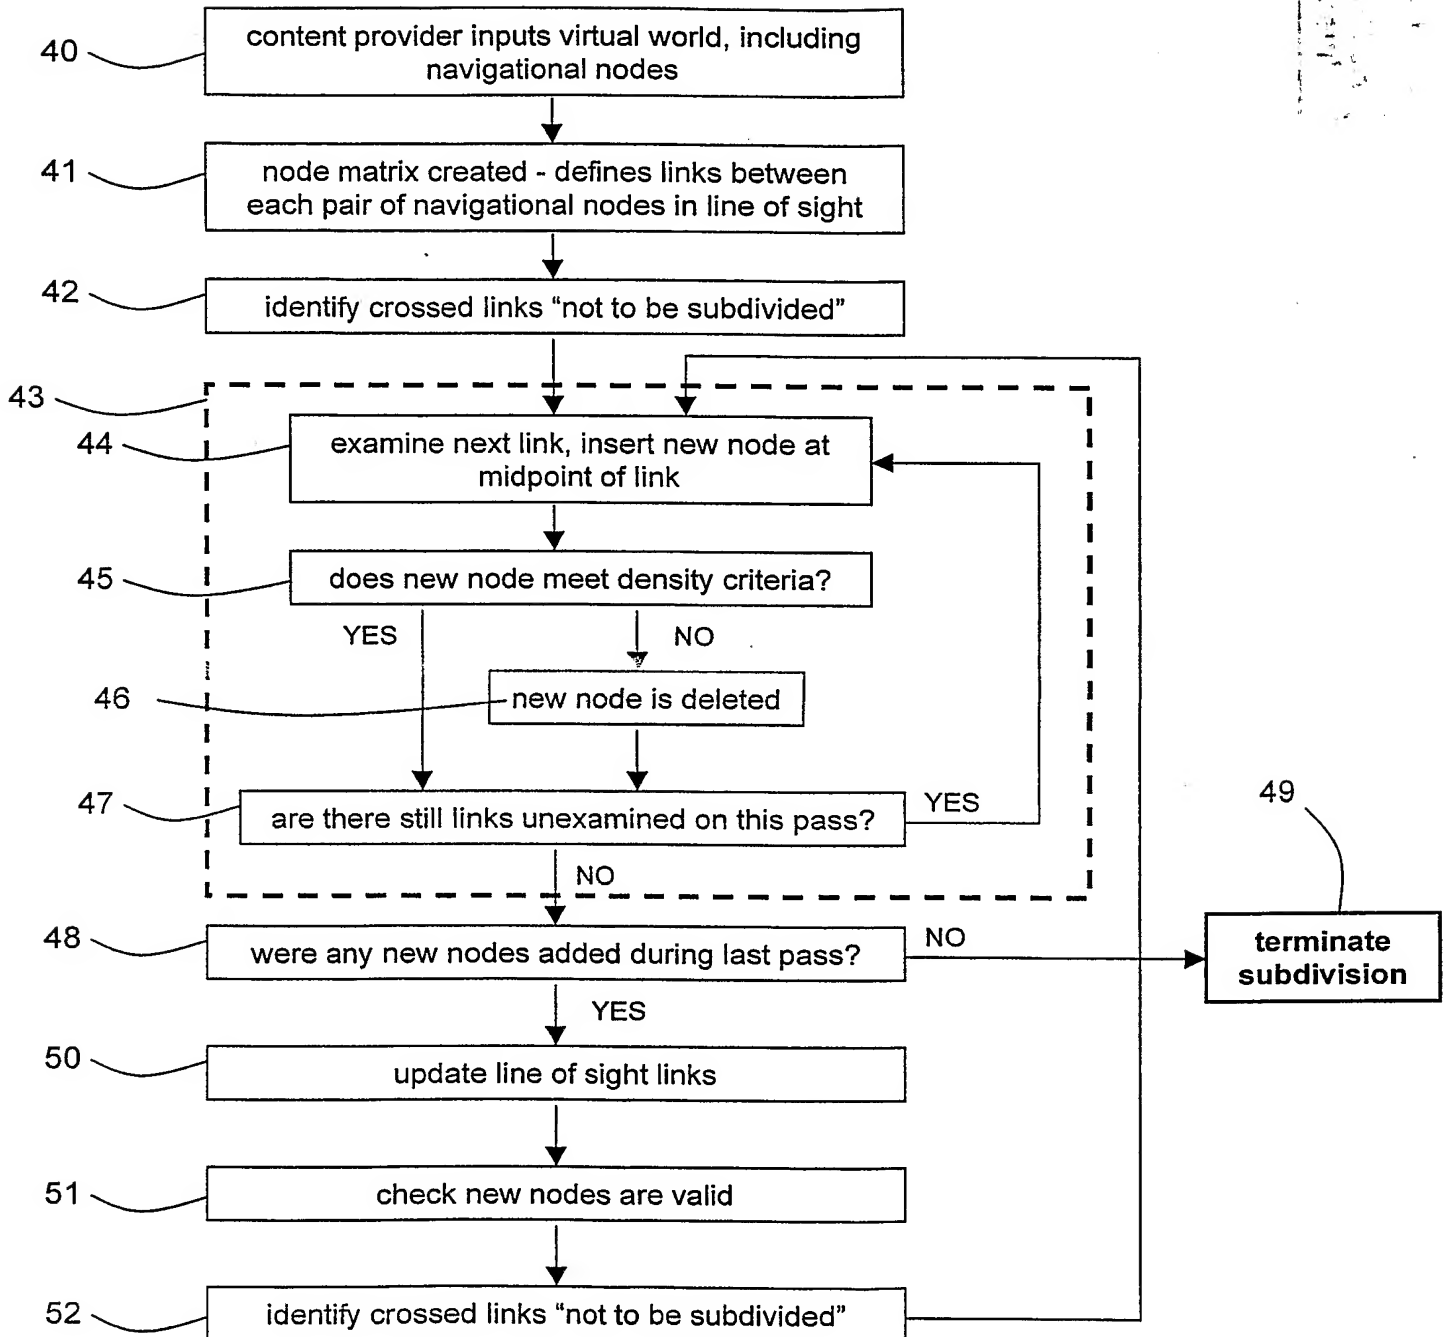 40
content provider inputs virtual world, including
navigational nodes
41
node matrix created - defines links between
each pair of navigational nodes in line of sight
42
identify crossed links “not to be subdivided”
43
44
examine next link, insert new node at
midpoint of link
45
does new node meet density criteria?
YES
NO
46
new node is deleted
47
are there still links unexamined on this pass?
YES
NO
48
were any new nodes added during last pass?
NO
49
terminate
subdivision
YES
50
update line of sight links
51
check new nodes are valid
52
identify crossed links “not to be subdivided”